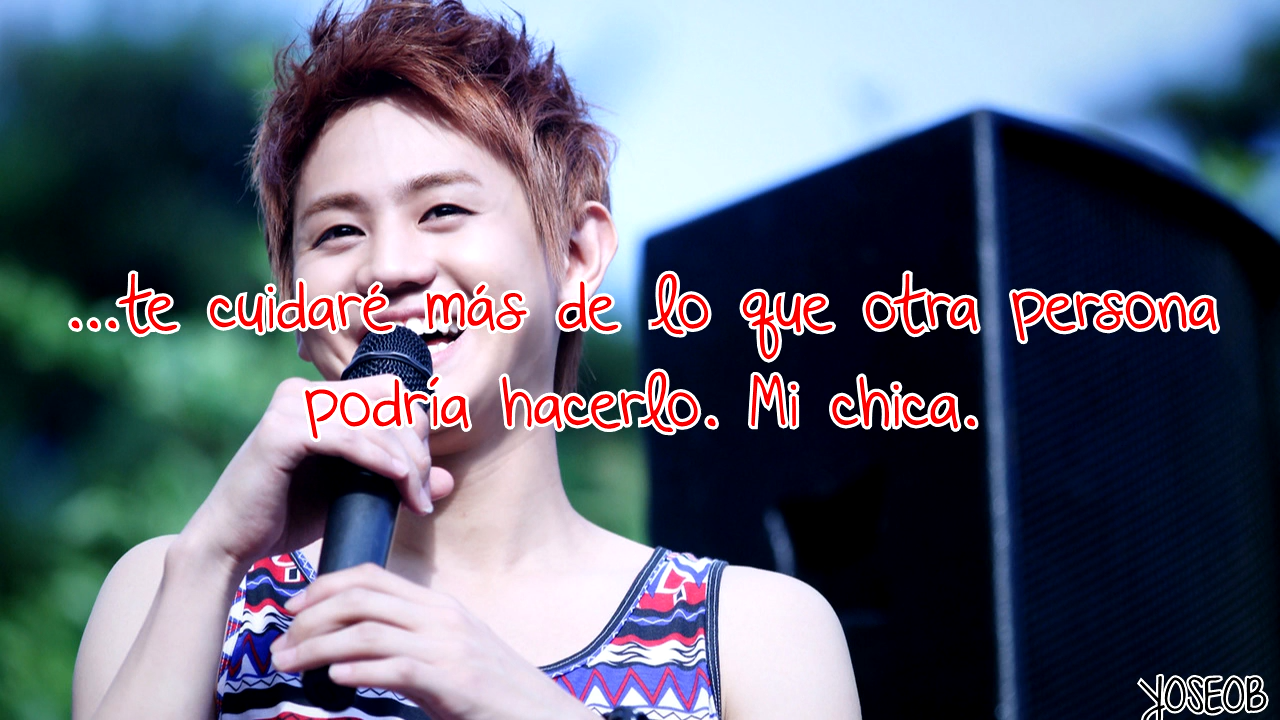 ...te cuidaré más de lo que otra persona
podría hacerlo. Mi chica.
YOSEOB